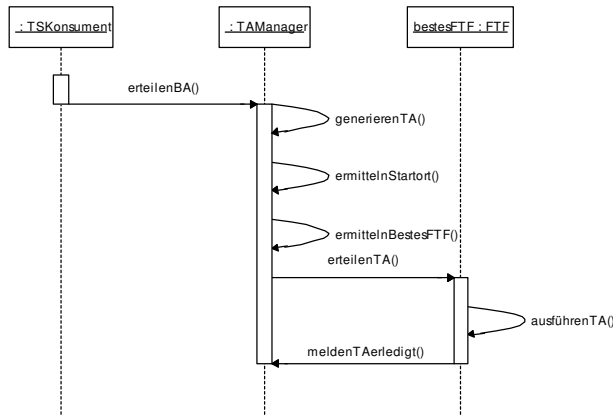 : TSKonsument
: TAManager
bestesFTF : FTF
erteilenBA()
generierenTA()
ermittelnStartort()
ermittelnBestesFTF()
erteilenTA()
ausführenTA()
meldenTAerledigt()